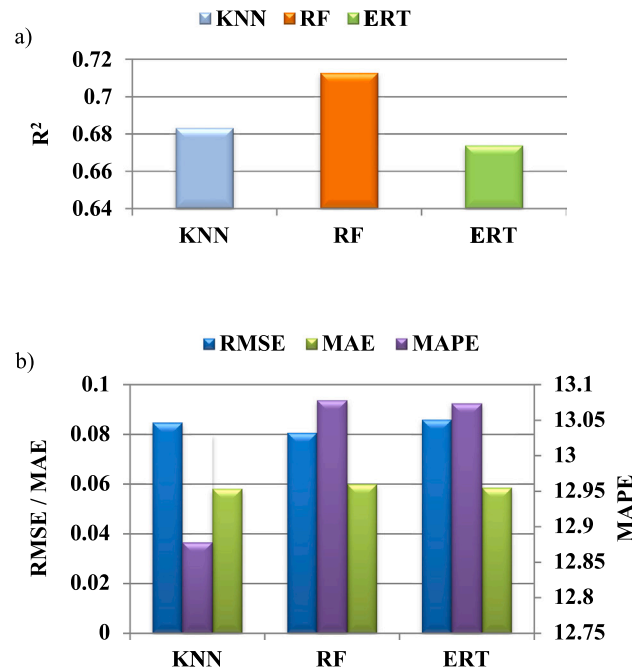 a)
KNN RF ERT
0.72
0.7
0.68
0.66
0.64
R²
KNN RF ERT
b)
RMSE MAE MAPE
0.1
0.08
0.06
0.04
0.02
0
RMSE / MAE
13.1
13.05
13
12.95
12.9
12.85
12.8
12.75
MAPE
KNN RF ERT